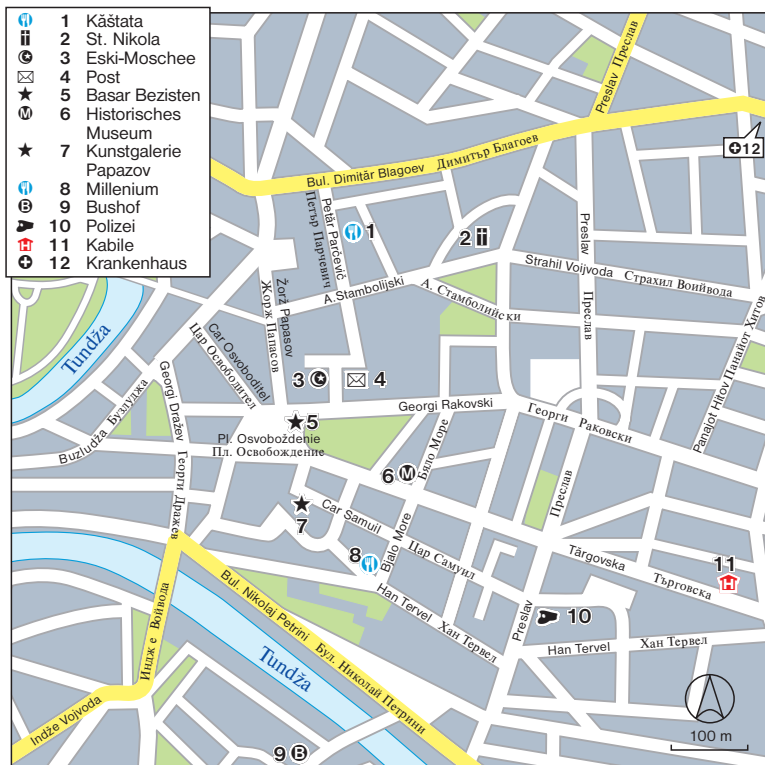 1 Kăštata
2 St. Nikola
3 Eski-Moschee
4 Post
5 Basar Bezisten
6 Historisches
Museum
7 Kunstgalerie
Papazov
8 Millenium
B 9 Bushof
10 Polizei
H 11 Kabile
12 Krankenhaus
Preslav Преслав
12
Bul. Dimităr Blagoev Димитър Благоев
Petăr Parčevič
Петър Парчевич
1
2
Preslav
Преслав
Strahil Voijvoda Страхил Воийвода
A.Stambolijski
А. Стамболийски
Žorž Papasov
Жорж Папасов
Tundža
Car Osvoboditel
Цар Освободител
Panajot Hitov Панайот Хитов
3
4
Georgi Dražev
Георги Дражев
Buzludža Бузлуджа
Georgi Rakovski
Георги Раковски
5
Pl. Osvoboždenie
Пл. Освобождение
6 M
Bialo More
Бяло Море
Преслав
7
Car Samuil
Цар Самуил
8
Tărgovska
Търговска
11
H
Bul. Nikolaj Petrini Бул. Николай Петрини
Han Tervel Хан Тервел
Preslav
10
Han Tervel Хан Тервел
Indže Vojvoda
Индж е Войвода
Tundža
9 B
100 m